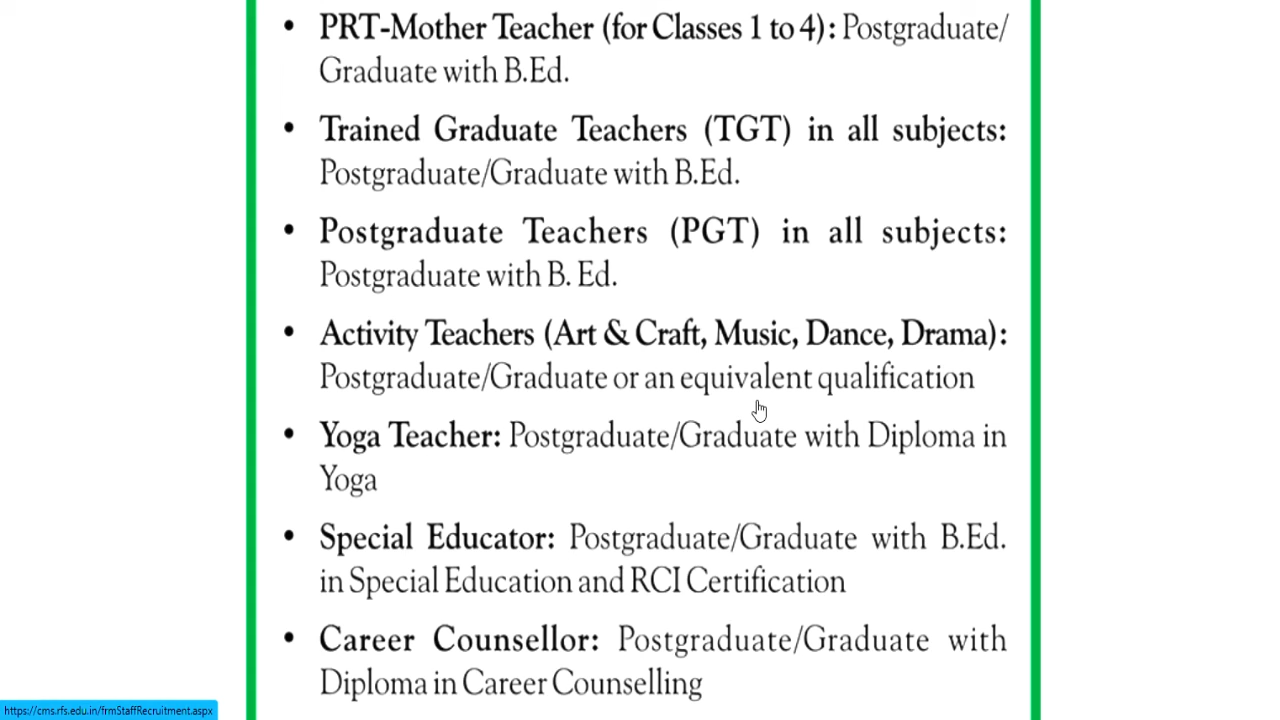 • PRT-Mother Teacher (for Classes 1 to 4): Postgraduate/
Graduate with B.Ed.
• Trained Graduate Teachers (TGT) in all subjects:
Postgraduate/Graduate with B.Ed.
• Postgraduate Teachers (PGT) in all subjects:
Postgraduate with B. Ed.
• Activity Teachers (Art & Craft, Music, Dance, Drama):
Postgraduate/Graduate or an equivalent qualification
• Yoga Teacher: Postgraduate/Graduate with Diploma in
Yoga
• Special Educator: Postgraduate/Graduate with B.Ed.
in Special Education and RCI Certification
• Career Counsellor: Postgraduate/Graduate with
Diploma in Career Counselling
https://cms.rfs.edu.in/frmStaffRecruitment.aspx